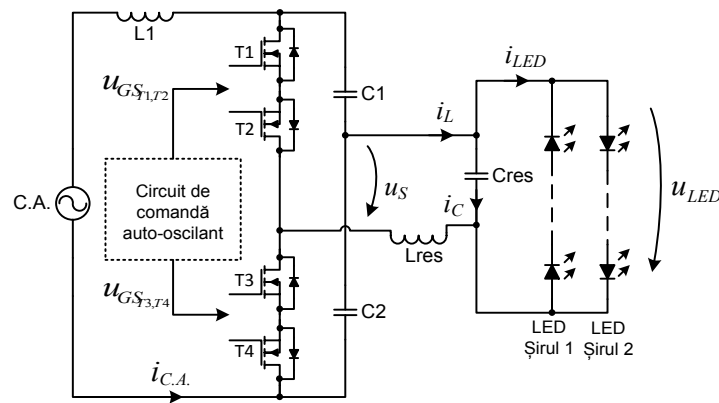 L1
T1
i_LED
u_GS_T1,T2
C1
i_L
T2
Cres
u_S
Circuit de
comandă
auto-oscilant
C.A.
i_C
u_LED
Lres
T3
u_GS_T3,T4
C2
T4
LED
Șirul 1
LED
Șirul 2
i_C.A.